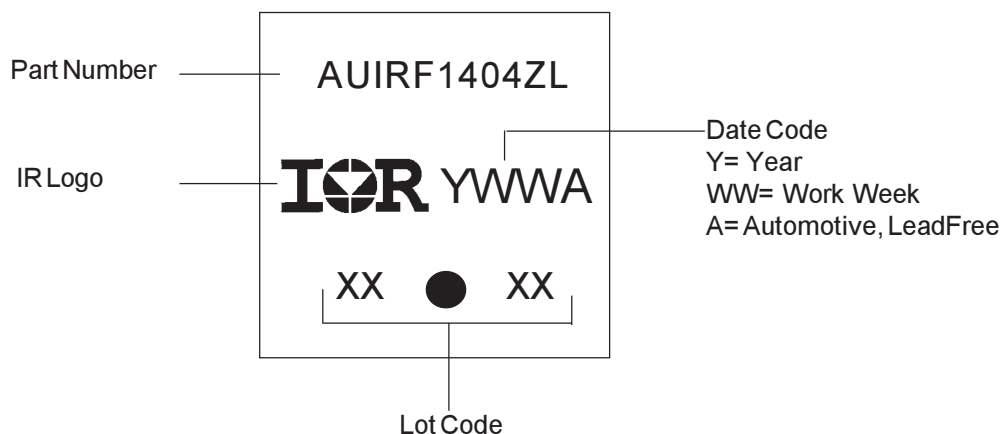 Part Number
AUIRF1404ZL
Date Code
Y= Year
WW= Work Week
A= Automotive, LeadFree
IR Logo
IOR YWWA
XX XX
Lot Code